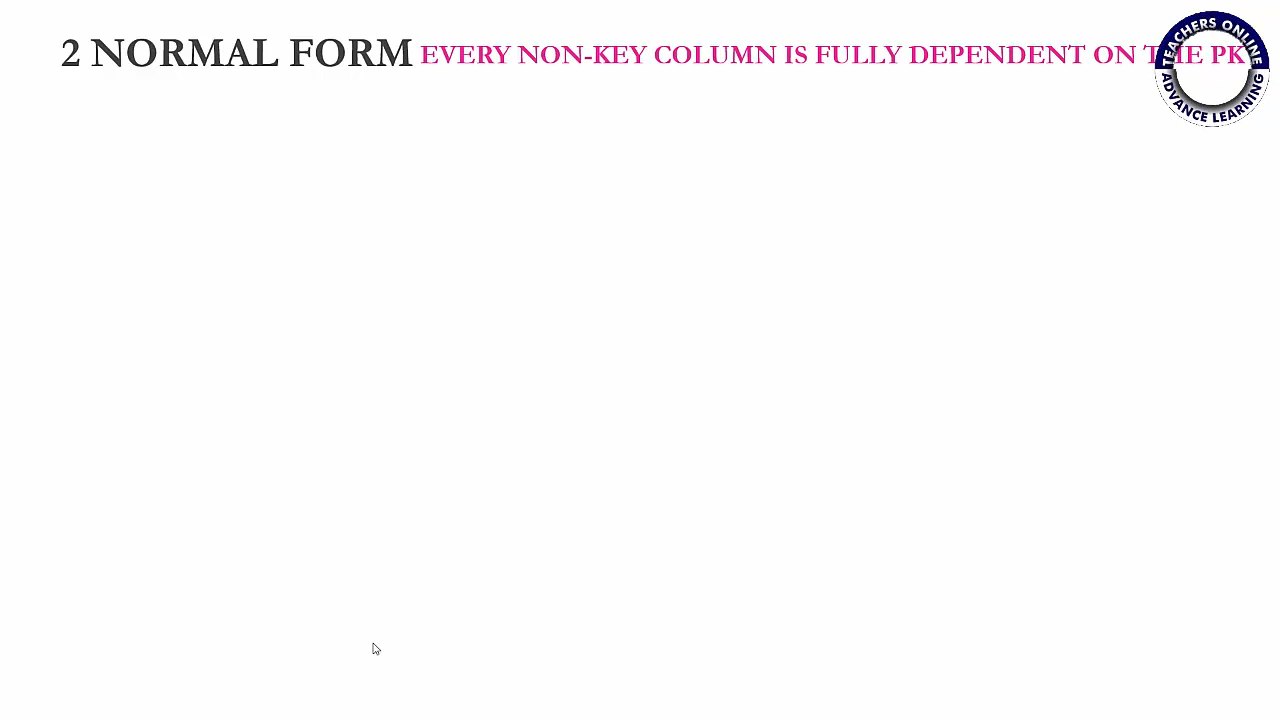 2 NORMAL FORM EVERY NON-KEY COLUMN IS FULLY DEPENDENT ON THE PK
TEACHERS ONLINE
ADVANCE LEARNING